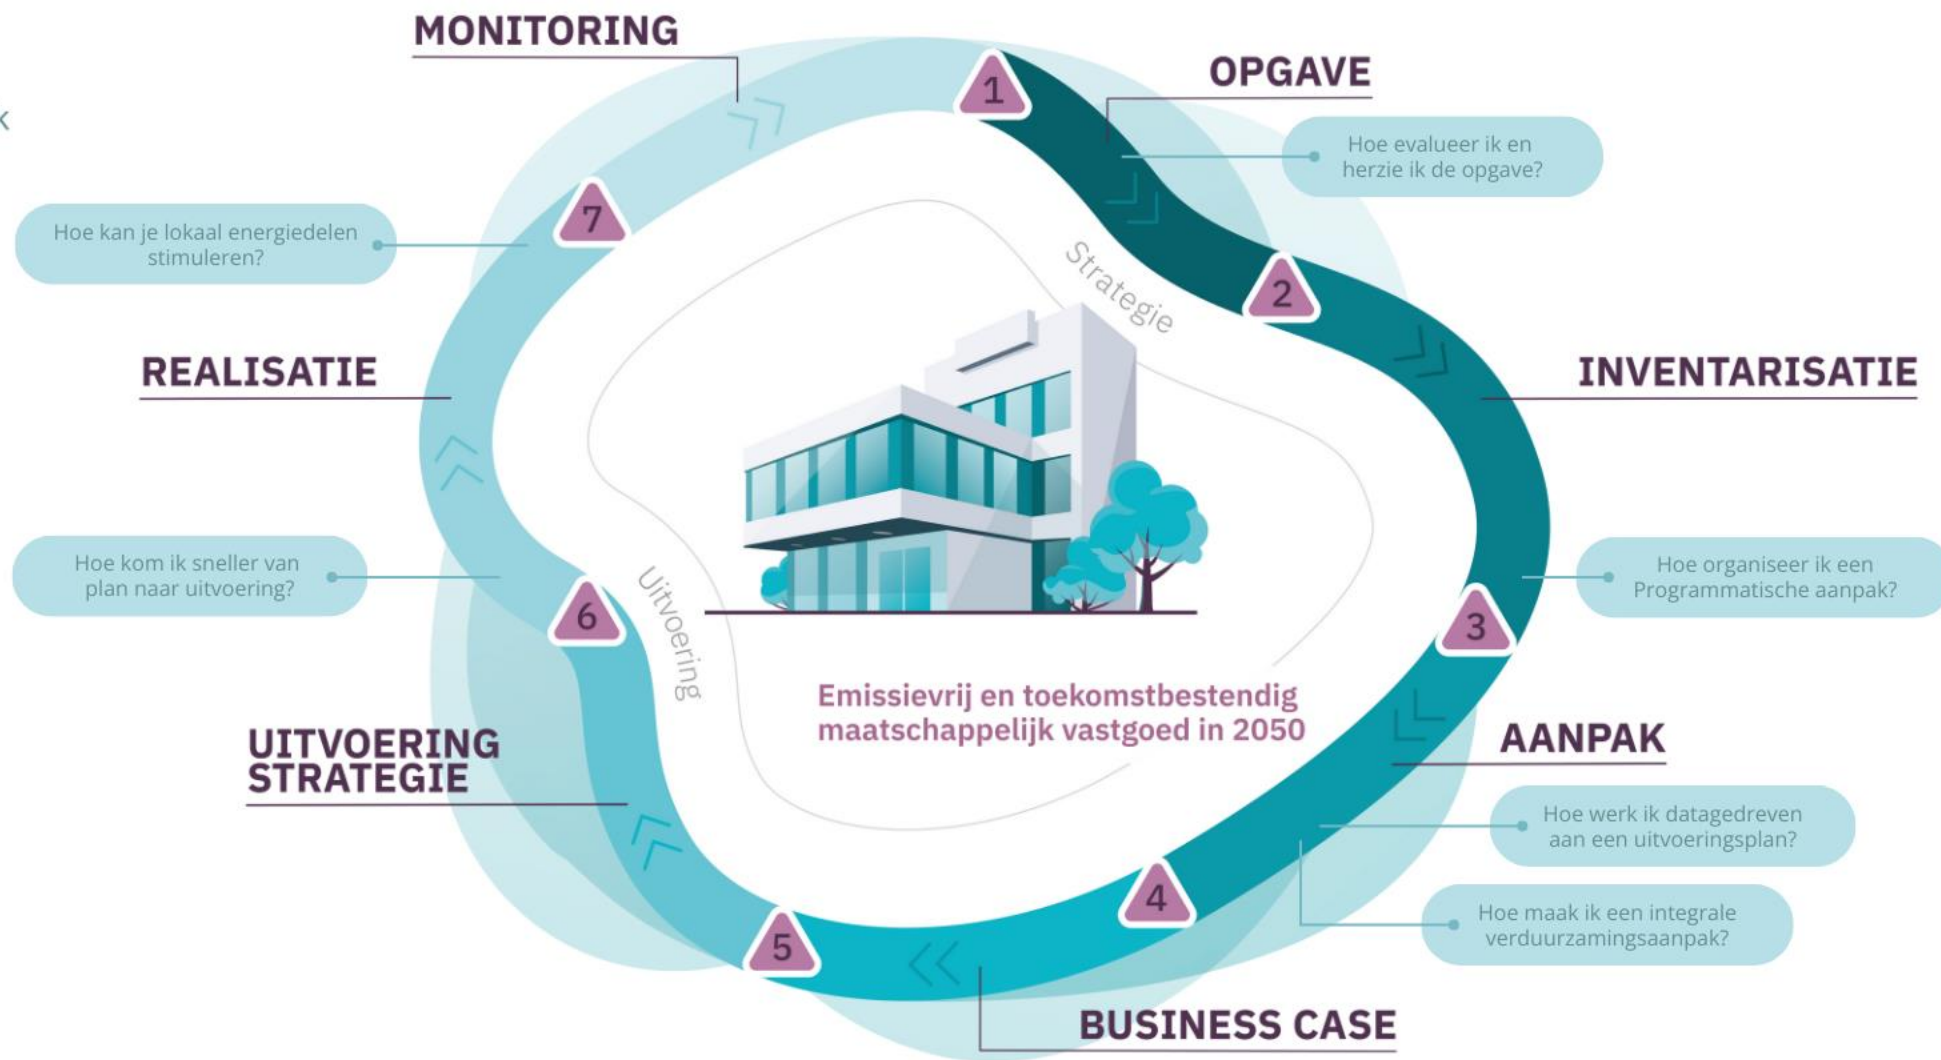 MONITORING
1
OPGAVE
Hoe evalueer ik en
herzie ik de opgave?
k
7
Hoe kan je lokaal energiedelen
stimuleren?
Strategie
2
REALISATIE
INVENTARISATIE
Hoe kom ik sneller van
plan naar uitvoering?
6
Uitvoering
Hoe organiseer ik een
Programmatische aanpak?
3
Emissievrij en toekomstbestendig
maatschappelijk vastgoed in 2050
UITVOERING
STRATEGIE
AANPAK
Hoe werk ik datagedreven
aan een uitvoeringsplan?
4
Hoe maak ik een integrale
verduurzamingsaanpak?
5
BUSINESS CASE